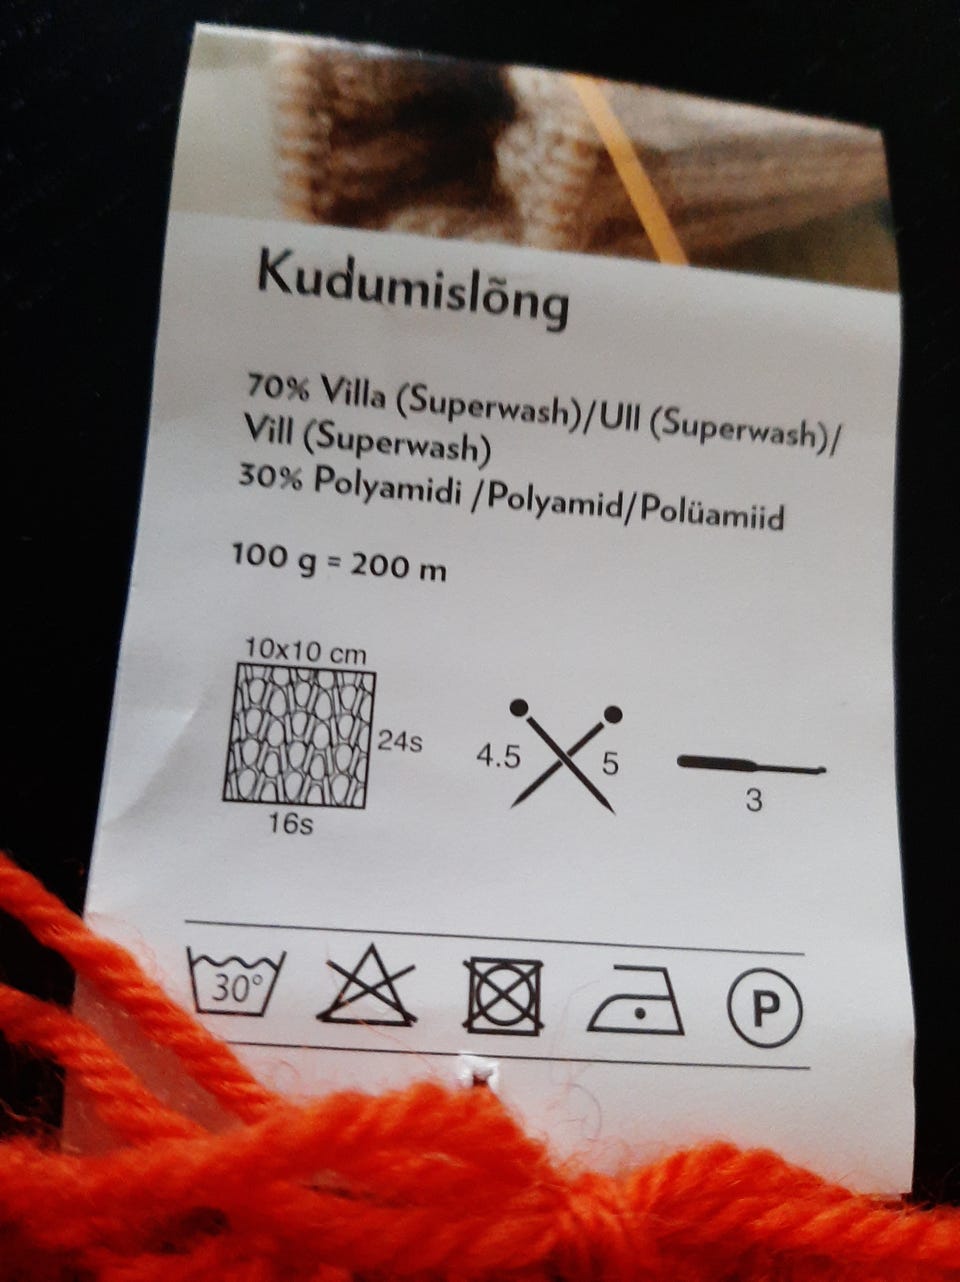 Kudumislõng
70% Villa (Superwash)/Ull (Superwash)/
Vill (Superwash)
30% Polyamidi /Polyamid/Polüamiid
100 g = 200 m
10x10 cm
24s
16s
4.5 5
3
30° P